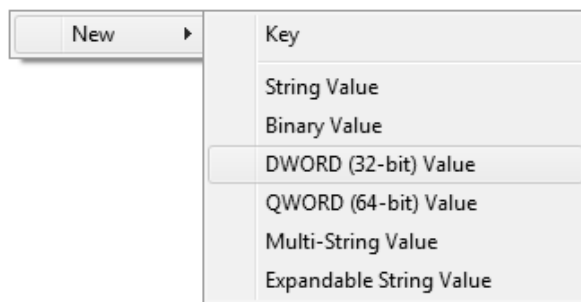 New
Key
String Value
Binary Value
DWORD (32-bit) Value
QWORD (64-bit) Value
Multi-String Value
Expandable String Value